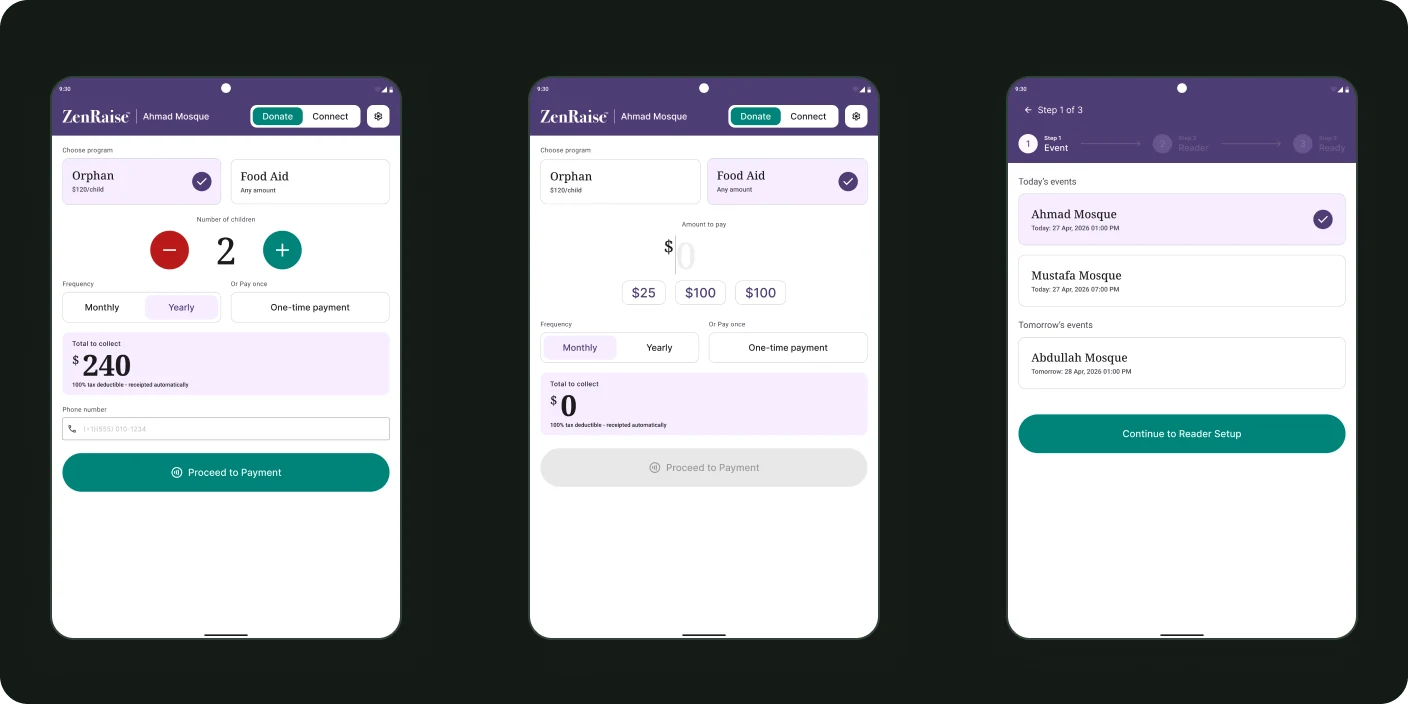 9:30
ZenRaise™ Ahmad Mosque Donate Connect
Choose program
Orphan
$120/child
Food Aid
Any amount
Number of children
2
Frequency
Or Pay once
Monthly Yearly One-time payment
Total to collect
$ 240
100% tax deductible - receipted automatically
Phone number
(+1)(555) 010-1234
Proceed to Payment
9:30
ZenRaise™ Ahmad Mosque Donate Connect
Choose program
Orphan
$120/child
Food Aid
Any amount
Amount to pay
$ 0
$25 $100 $100
Frequency
Or Pay once
Monthly Yearly One-time payment
Total to collect
$ 0
100% tax deductible - receipted automatically
Proceed to Payment
9:30
Step 1 of 3
1 Step 1
Event
2 Step 2
Reader
3 Step 3
Ready
Today's events
Ahmad Mosque
Today: 27 Apr, 2026 01:00 PM
Mustafa Mosque
Today: 27 Apr, 2026 07:00 PM
Tomorrow's events
Abdullah Mosque
Tomorrow: 28 Apr, 2026 01:00 PM
Continue to Reader Setup